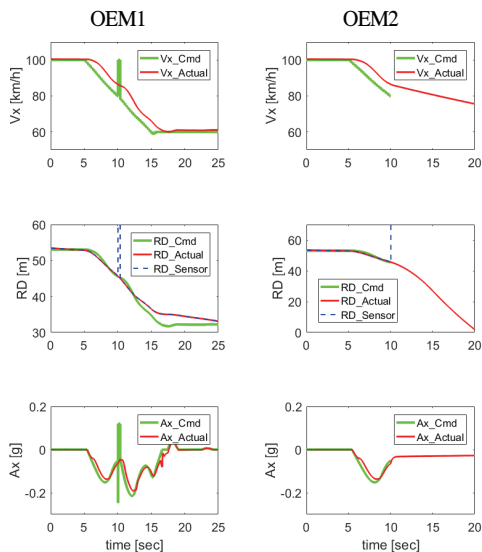 OEM1
OEM2
100
80
60
Vx [km/h]
Vx_Cmd
Vx_Actual
0 5 10 15 20 25
100
80
60
Vx [km/h]
Vx_Cmd
Vx_Actual
0 5 10 15 20
60
50
40
30
RD [m]
RD_Cmd
RD_Actual
RD_Sensor
0 5 10 15 20 25
60
40
20
0
RD [m]
RD_Cmd
RD_Actual
RD_Sensor
0 5 10 15 20
0.2
0
-0.2
Ax [g]
Ax_Cmd
Ax_Actual
0 5 10 15 20 25
time [sec]
0.2
0
-0.2
Ax [g]
Ax_Cmd
Ax_Actual
0 5 10 15 20
time [sec]